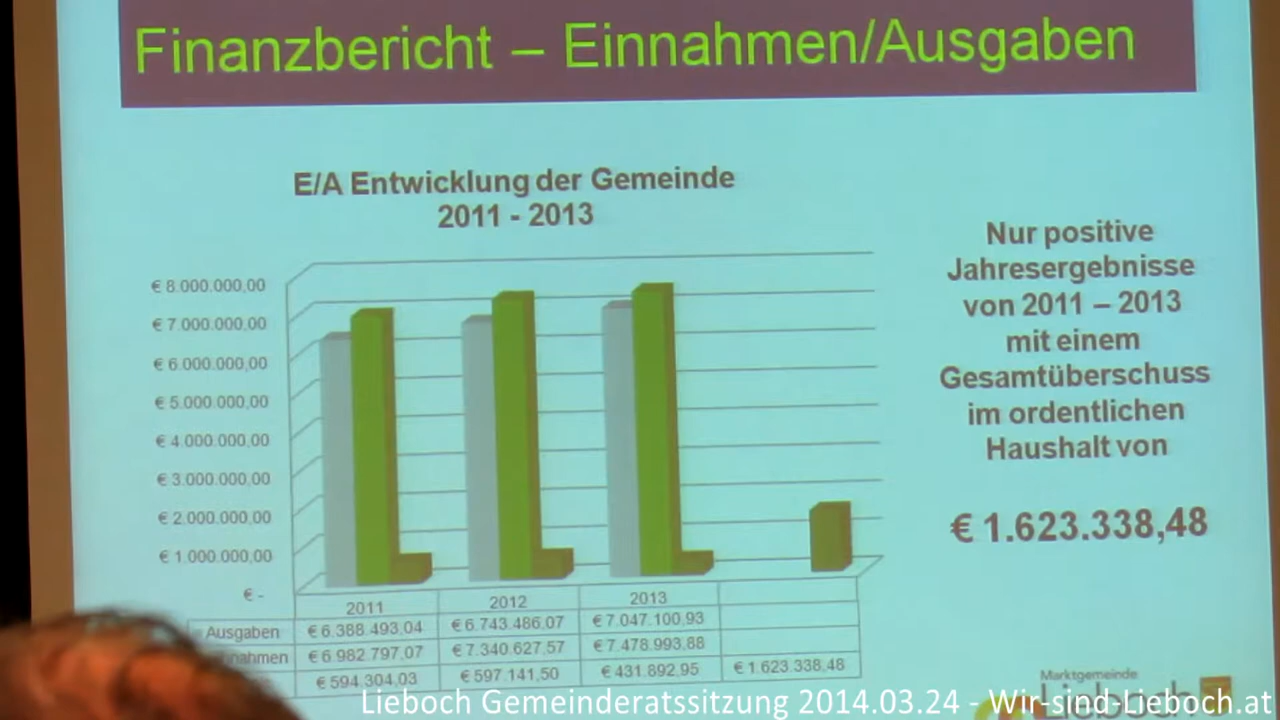 Finanzbericht – Einnahmen/Ausgaben
E/A Entwicklung der Gemeinde
2011 - 2013
€ 8.000.000,00
€ 7.000.000,00
€ 6.000.000,00
€ 5.000.000,00
€ 4.000.000,00
€ 3.000.000,00
€ 2.000.000,00
€ 1.000.000,00
€ -
2011 2012 2013
Ausgaben € 6.388.493,04 € 6.743.486,07 € 7.047.100,93
€ 6.982.797,07 € 7.340.627,57 € 7.478.993,88
€ 594.304,03 € 597.141,50 € 431.892,95 € 1.623.338,48
Nur positive
Jahresergebnisse
von 2011 – 2013
mit einem
Gesamtüberschuss
im ordentlichen
Haushalt von
€ 1.623.338,48
Marktgemeinde
Lieboch Gemeinderatssitzung 2014.03.24 - Wir-sind-Lieboch.at